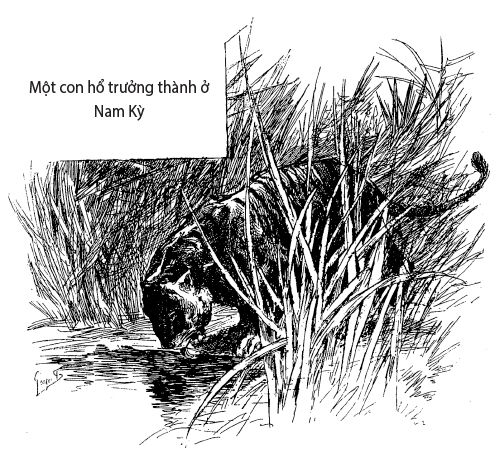 Một con hổ trưởng thành ở
Nam Kỳ